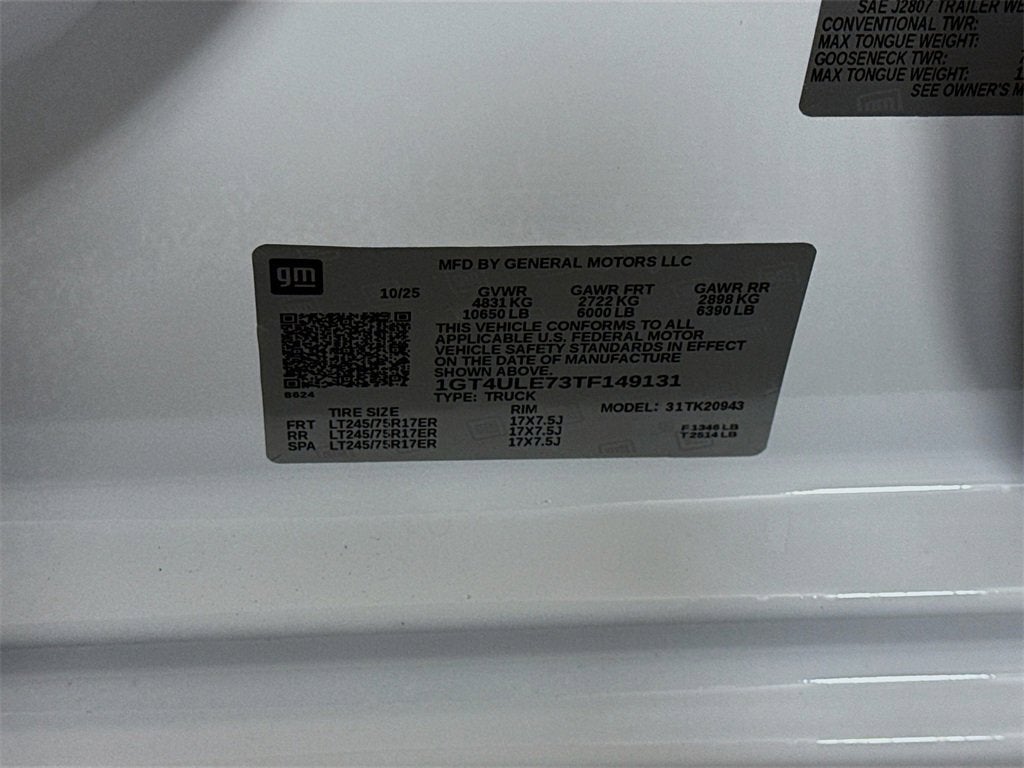 SAE J2807 TRAILER WE
CONVENTIONAL TWR:
MAX TONGUE WEIGHT:
GOOSENECK TWR:
MAX TONGUE WEIGHT: 1
SEE OWNER'S M
gm
MFD BY GENERAL MOTORS LLC
10/25 GVWR GAWR FRT GAWR RR
4831 KG 2722 KG 2898 KG
10650 LB 6000 LB 6390 LB
THIS VEHICLE CONFORMS TO ALL
APPLICABLE U.S. FEDERAL MOTOR
VEHICLE SAFETY STANDARDS IN EFFECT
ON THE DATE OF MANUFACTURE
SHOWN ABOVE.
1GT4ULE73TF149131
TYPE: TRUCK
TIRE SIZE RIM MODEL: 31TK20943
FRT LT245/75R17ER 17X7.5J
RR LT245/75R17ER 17X7.5J
SPA LT245/75R17ER 17X7.5J
F1346 LB
T2514 LB